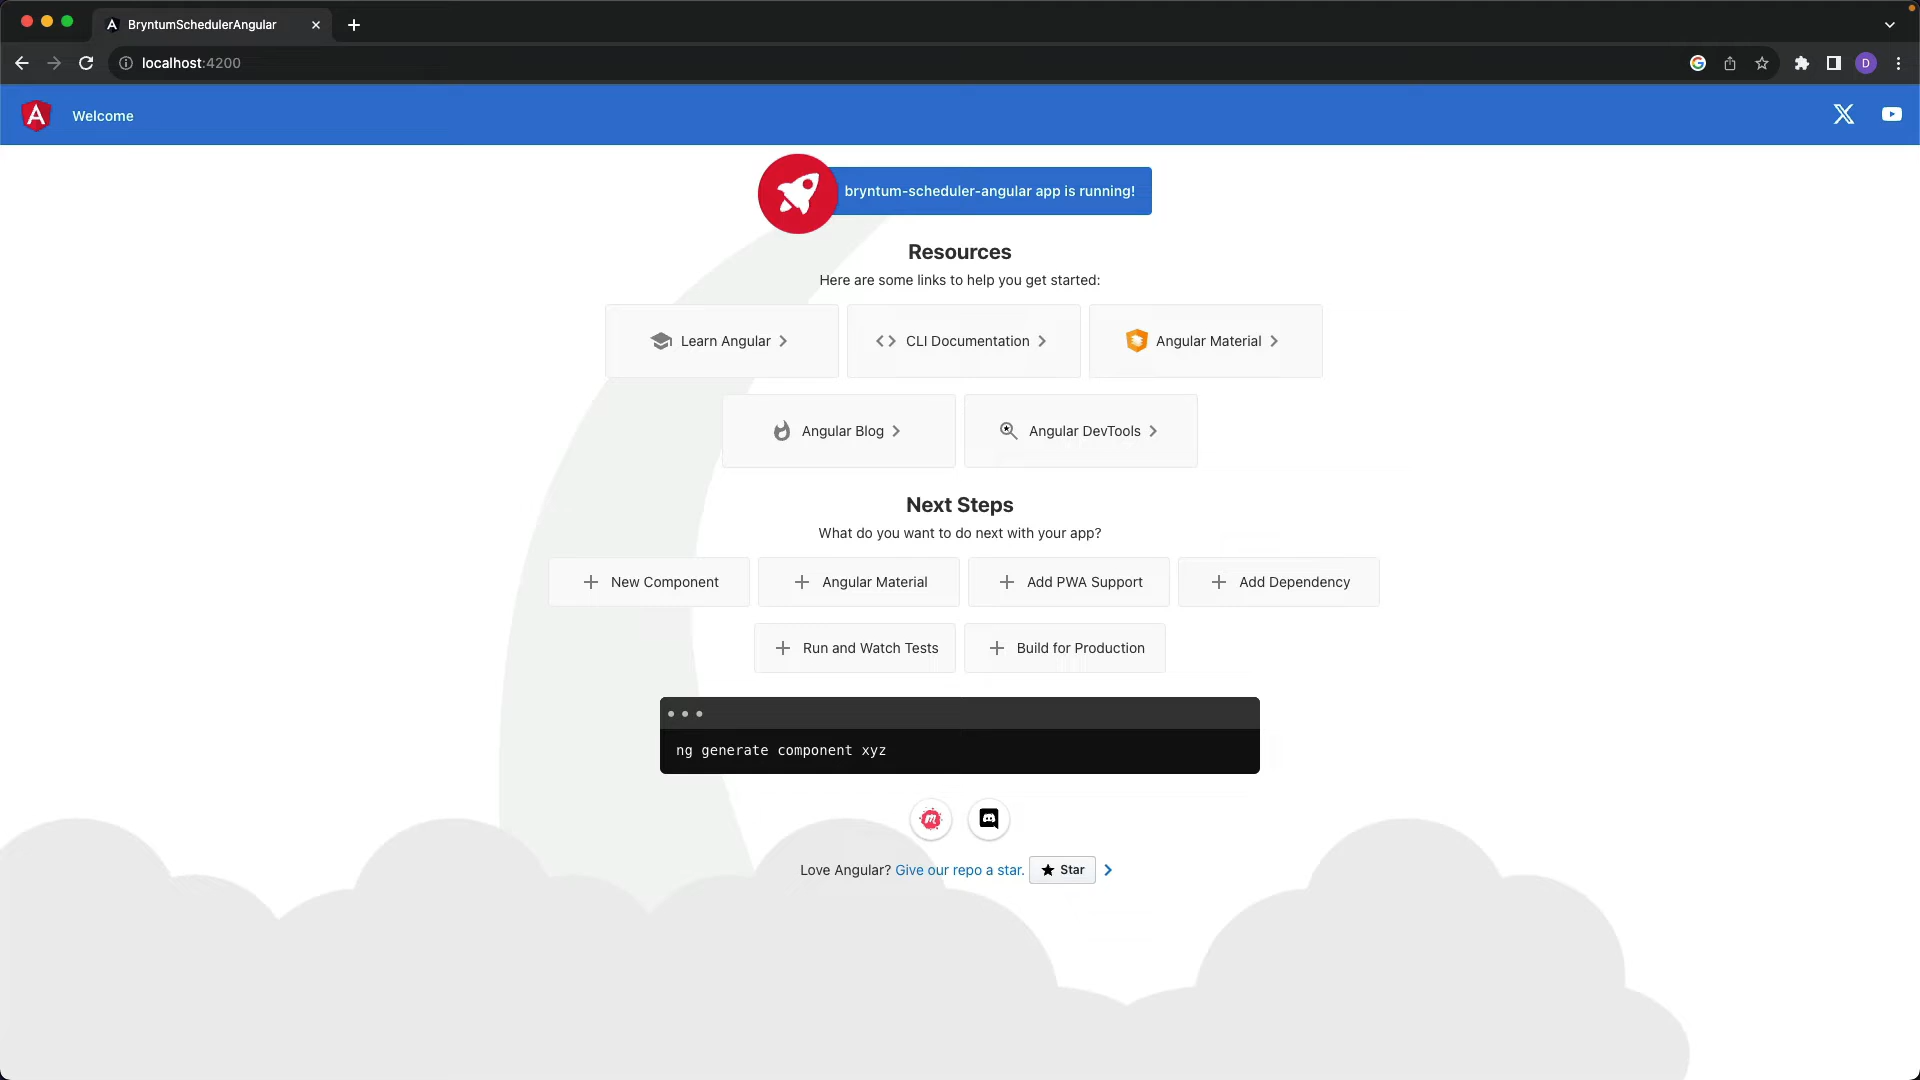 BryntumSchedulerAngular
localhost:4200
D
Welcome
bryntum-scheduler-angular app is running!
Resources
Here are some links to help you get started:
Learn Angular
CLI Documentation
Angular Material
Angular Blog
Angular DevTools
Next Steps
What do you want to do next with your app?
New Component
Angular Material
Add PWA Support
Add Dependency
Run and Watch Tests
Build for Production
ng generate component xyz
Love Angular? Give our repo a star. Star